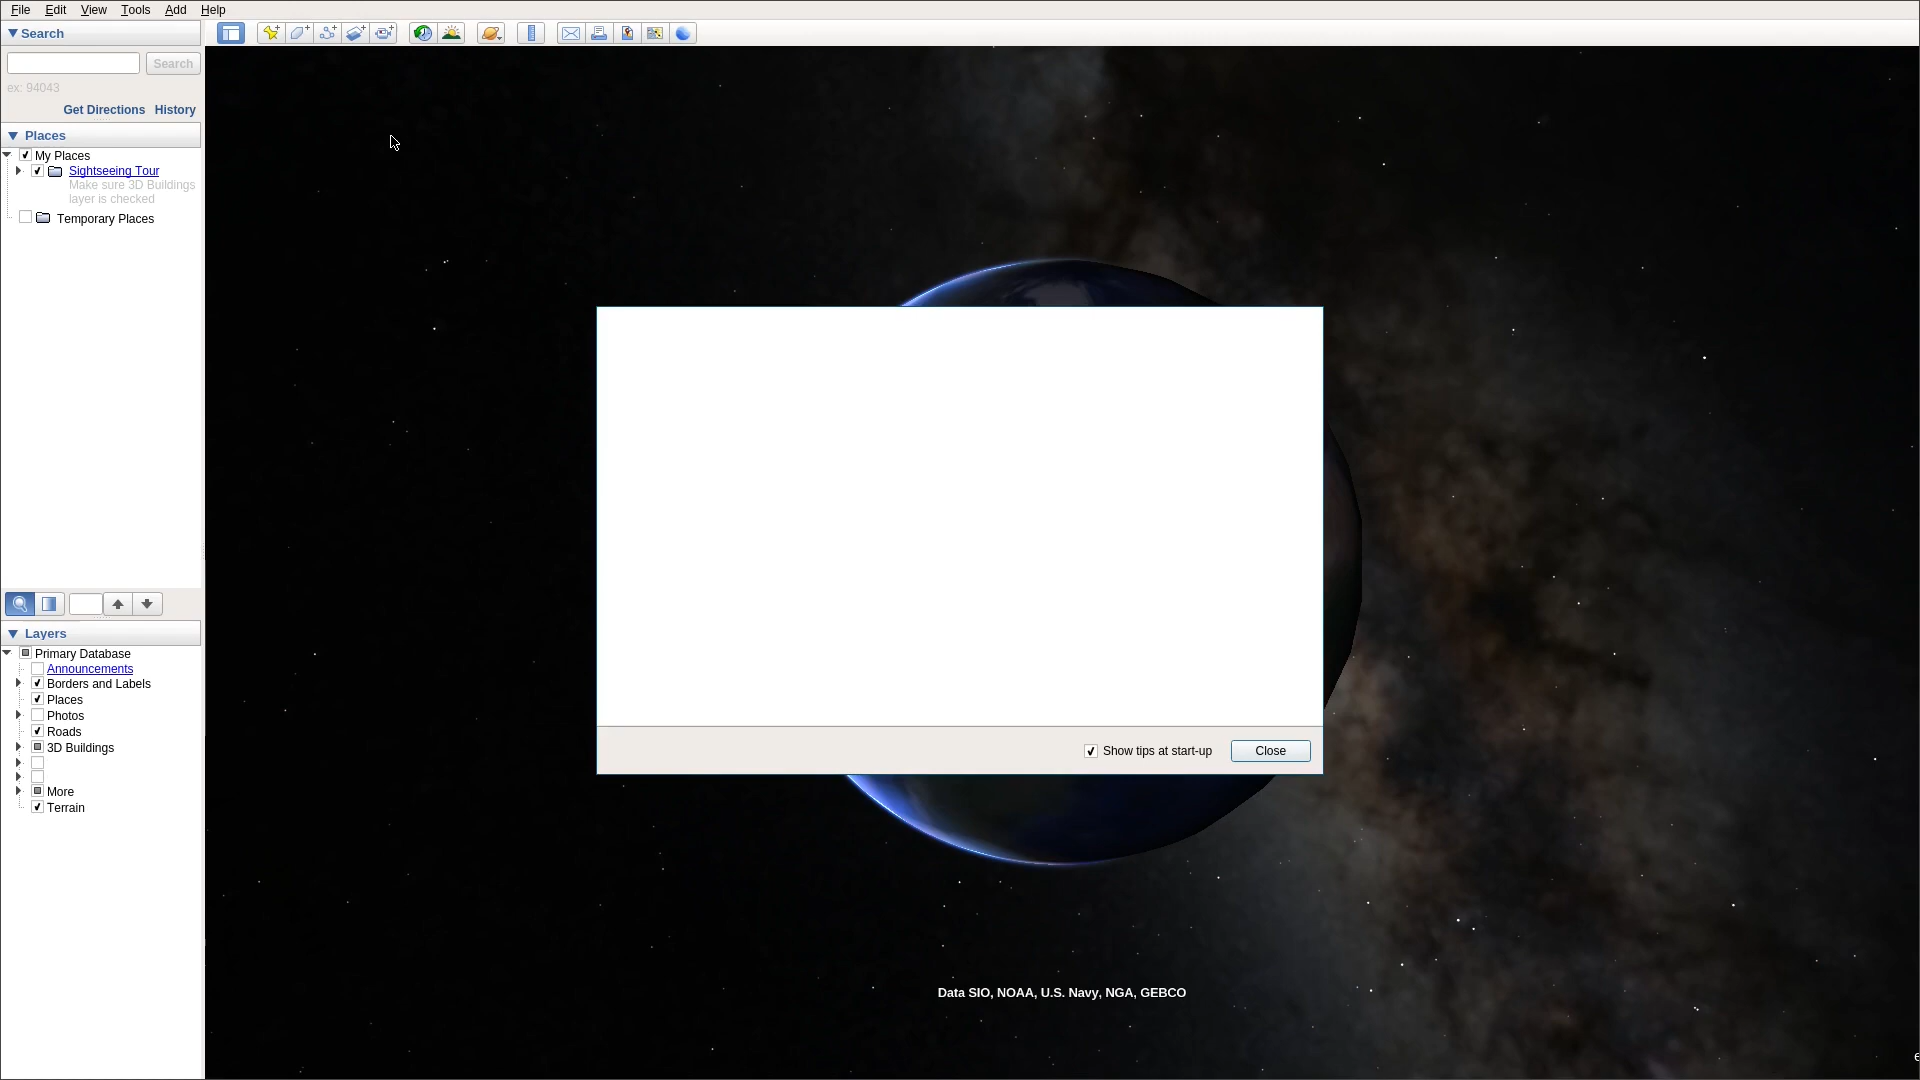 File Edit View Tools Add Help
Search
Search
ex: 94043
Get Directions History
Places
My Places
Sightseeing Tour
Make sure 3D Buildings
layer is checked
Temporary Places
Layers
Primary Database
Announcements
Borders and Labels
Places
Photos
Roads
3D Buildings
More
Terrain
Show tips at start-up Close
Data SIO, NOAA, U.S. Navy, NGA, GEBCO